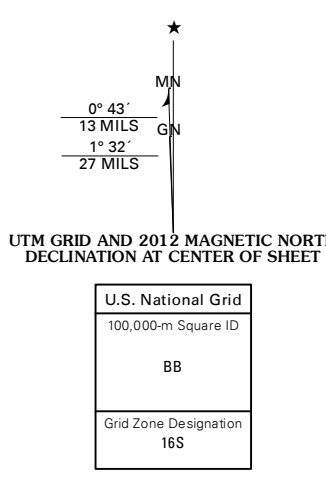 ★
MN
0° 43´
13 MILS
GN
1° 32´
27 MILS
UTM GRID AND 2012 MAGNETIC NORTH
DECLINATION AT CENTER OF SHEET
U.S. National Grid
100,000-m Square ID
BB
Grid Zone Designation
16S